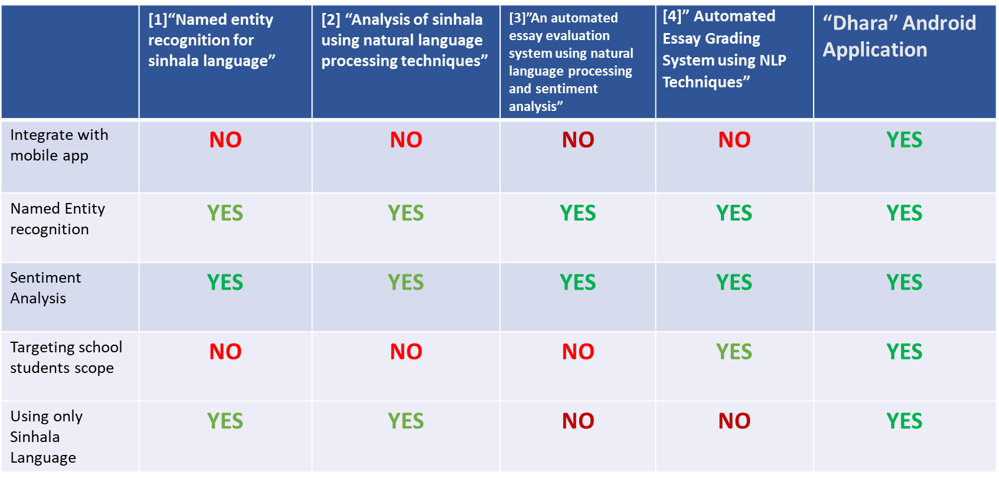 [1]“Named entity
recognition for
sinhala language”
[2] “Analysis of sinhala
using natural language
processing techniques”
[3]”An automated
essay evaluation
system using natural
language processing
and sentiment
analysis”
[4]” Automated
Essay Grading
System using NLP
Techniques”
“Dhara” Android
Application
Integrate with
mobile app
NO
NO
NO
NO
YES
Named Entity
recognition
YES
YES
YES
YES
YES
Sentiment
Analysis
YES
YES
YES
YES
YES
Targeting school
students scope
NO
NO
NO
YES
YES
Using only
Sinhala
Language
YES
YES
NO
NO
YES